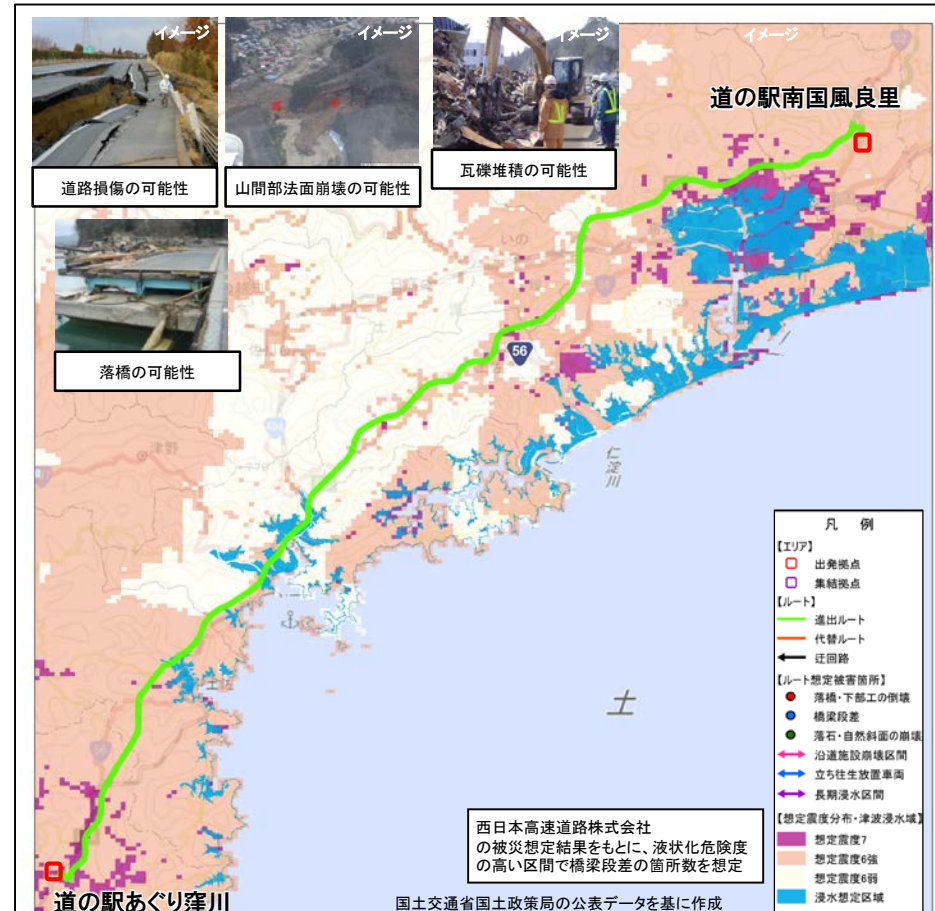 イメージ
イメージ
イメージ
イメージ
道の駅南国風良里
道路損傷の可能性
山間部法面崩壊の可能性
瓦礫堆積の可能性
落橋の可能性
いの
56
津野
仁淀川
土佐
土
凡 例
【エリア】
出発拠点
集結拠点
【ルート】
進出ルート
代替ルート
迂回路
【ルート想定被害箇所】
落橋・下部工の倒壊
橋梁段差
落石・自然斜面の崩壊
沿道施設崩壊区間
立ち往生放置車両
長期浸水区間
【想定震度分布・津波浸水域】
想定震度7
想定震度6強
想定震度6弱
浸水想定区域
西日本高速道路株式会社
の被災想定結果をもとに、液状化危険度
の高い区間で橋梁段差の箇所数を想定
道の駅あぐり窪川
国土交通省国土政策局の公表データを基に作成